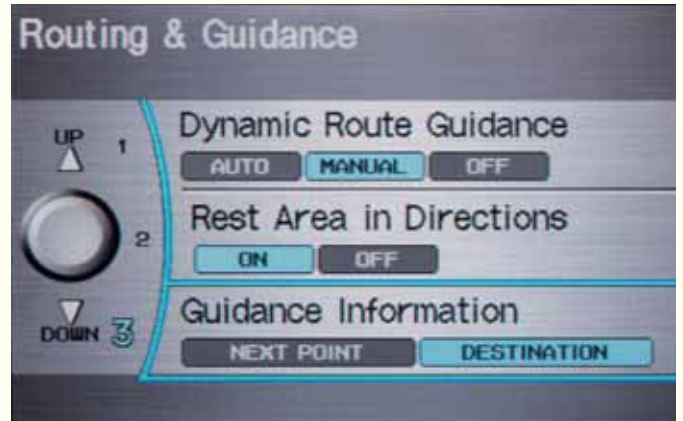 Routing & Guidance
UP 1
Dynamic Route Guidance
AUTO MANUAL OFF
2
Rest Area in Directions
ON OFF
DOWN 3
Guidance Information
NEXT POINT DESTINATION